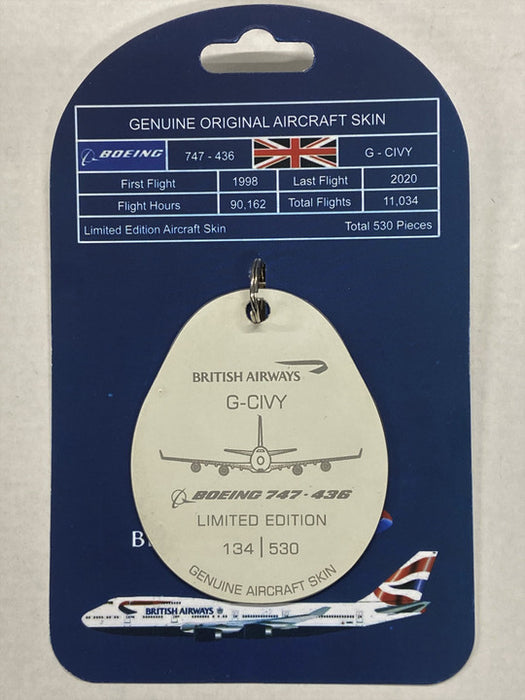 GENUINE ORIGINAL AIRCRAFT SKIN
BOEING 747 - 436 G - CIVY
First Flight 1998 Last Flight 2020
Flight Hours 90,162 Total Flights 11,034
Limited Edition Aircraft Skin Total 530 Pieces
BRITISH AIRWAYS
G-CIVY
BOEING 747-436
LIMITED EDITION
134 | 530
GENUINE AIRCRAFT SKIN
B
BRITISH AIRWAYS